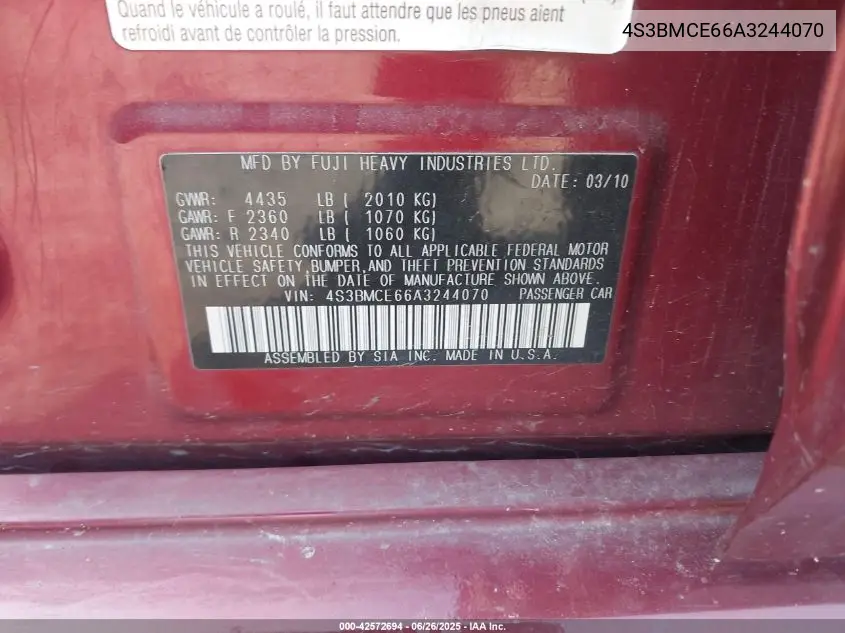 Quand le véhicule a roulé, il faut attendre que les pneus aient
refroidi avant de contrôler la pression.
4S3BMCE66A3244070
MFD BY FUJI HEAVY INDUSTRIES LTD.
DATE: 03/10
GVWR: 4435 LB ( 2010 KG)
GAWR: F 2360 LB ( 1070 KG)
GAWR: R 2340 LB ( 1060 KG)
THIS VEHICLE CONFORMS TO ALL APPLICABLE FEDERAL MOTOR
VEHICLE SAFETY,BUMPER,AND THEFT PREVENTION STANDARDS
IN EFFECT ON THE DATE OF MANUFACTURE SHOWN ABOVE.
VIN: 4S3BMCE66A3244070 PASSENGER CAR
ASSEMBLED BY SIA INC. MADE IN U.S.A.
000-42572694 - 06/26/2025 - IAA Inc.